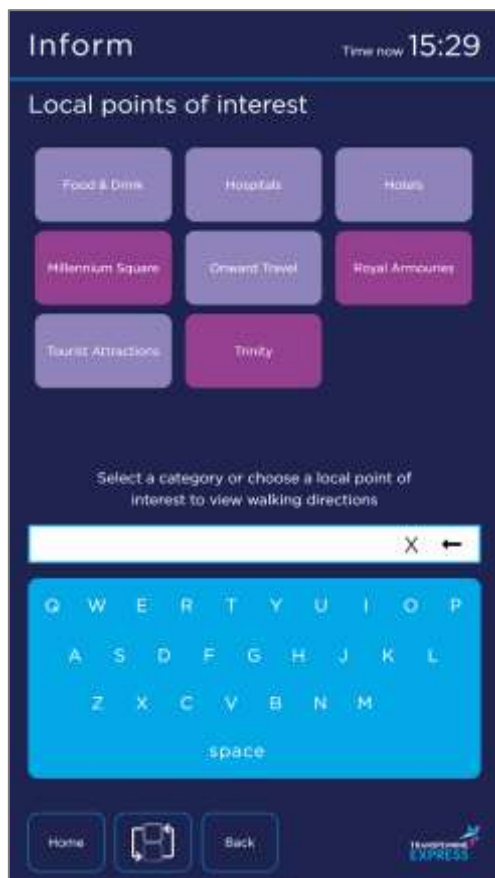 Inform
Time now 15:29
Local points of interest
Food & Drink
Hospitals
Hotels
Millennium Square
Onward Travel
Royal Armouries
Tourist Attractions
Trinity
Select a category or choose a local point of
interest to view walking directions
X
Q W E R T Y U I O P
A S D F G H J K L
Z X C V B N M
space
Home
Back
TRANSPENNINE
EXPRESS